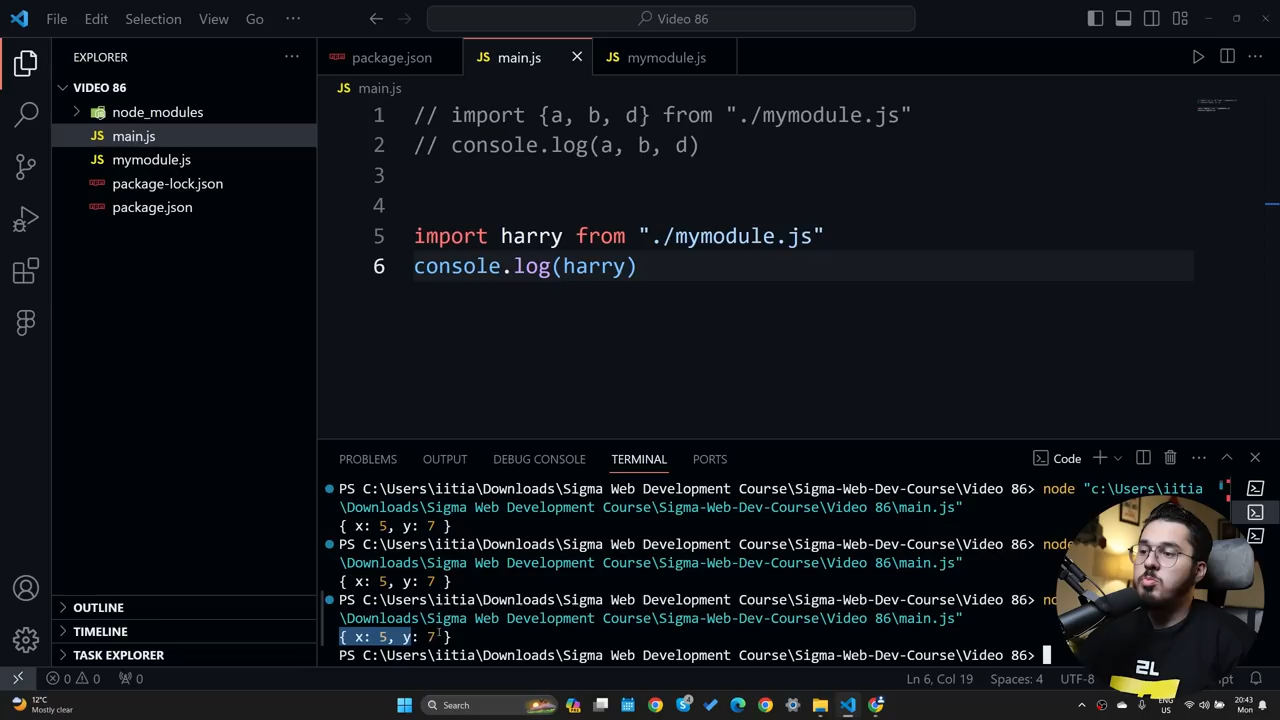 File Edit Selection View Go ··· Video 86
EXPLORER ···
VIDEO 86
node_modules
JS main.js
JS mymodule.js
package-lock.json
package.json
OUTLINE
TIMELINE
TASK EXPLORER
package.json JS main.js JS mymodule.js
JS main.js
1 // import {a, b, d} from "./mymodule.js"
2 // console.log(a, b, d)
3
4
5 import harry from "./mymodule.js"
6 console.log(harry)
PROBLEMS OUTPUT DEBUG CONSOLE TERMINAL PORTS Code
PS C:\Users\iitia\Downloads\Sigma Web Development Course\Sigma-Web-Dev-Course\Video 86> node "c:\Users\iitia
\Downloads\Sigma Web Development Course\Sigma-Web-Dev-Course\Video 86\main.js"
{ x: 5, y: 7 }
PS C:\Users\iitia\Downloads\Sigma Web Development Course\Sigma-Web-Dev-Course\Video 86> node
\Downloads\Sigma Web Development Course\Sigma-Web-Dev-Course\Video 86\main.js"
{ x: 5, y: 7 }
PS C:\Users\iitia\Downloads\Sigma Web Development Course\Sigma-Web-Dev-Course\Video 86>
\Downloads\Sigma Web Development Course\Sigma-Web-Dev-Course\Video 86\main.js"
{ x: 5, y: 7 }
PS C:\Users\iitia\Downloads\Sigma Web Development Course\Sigma-Web-Dev-Course\Video 86>
0 0 0 Ln 6, Col 19 Spaces: 4 UTF-8
12°C
Mostly clear
Search
ENG
US
20:43
Mon